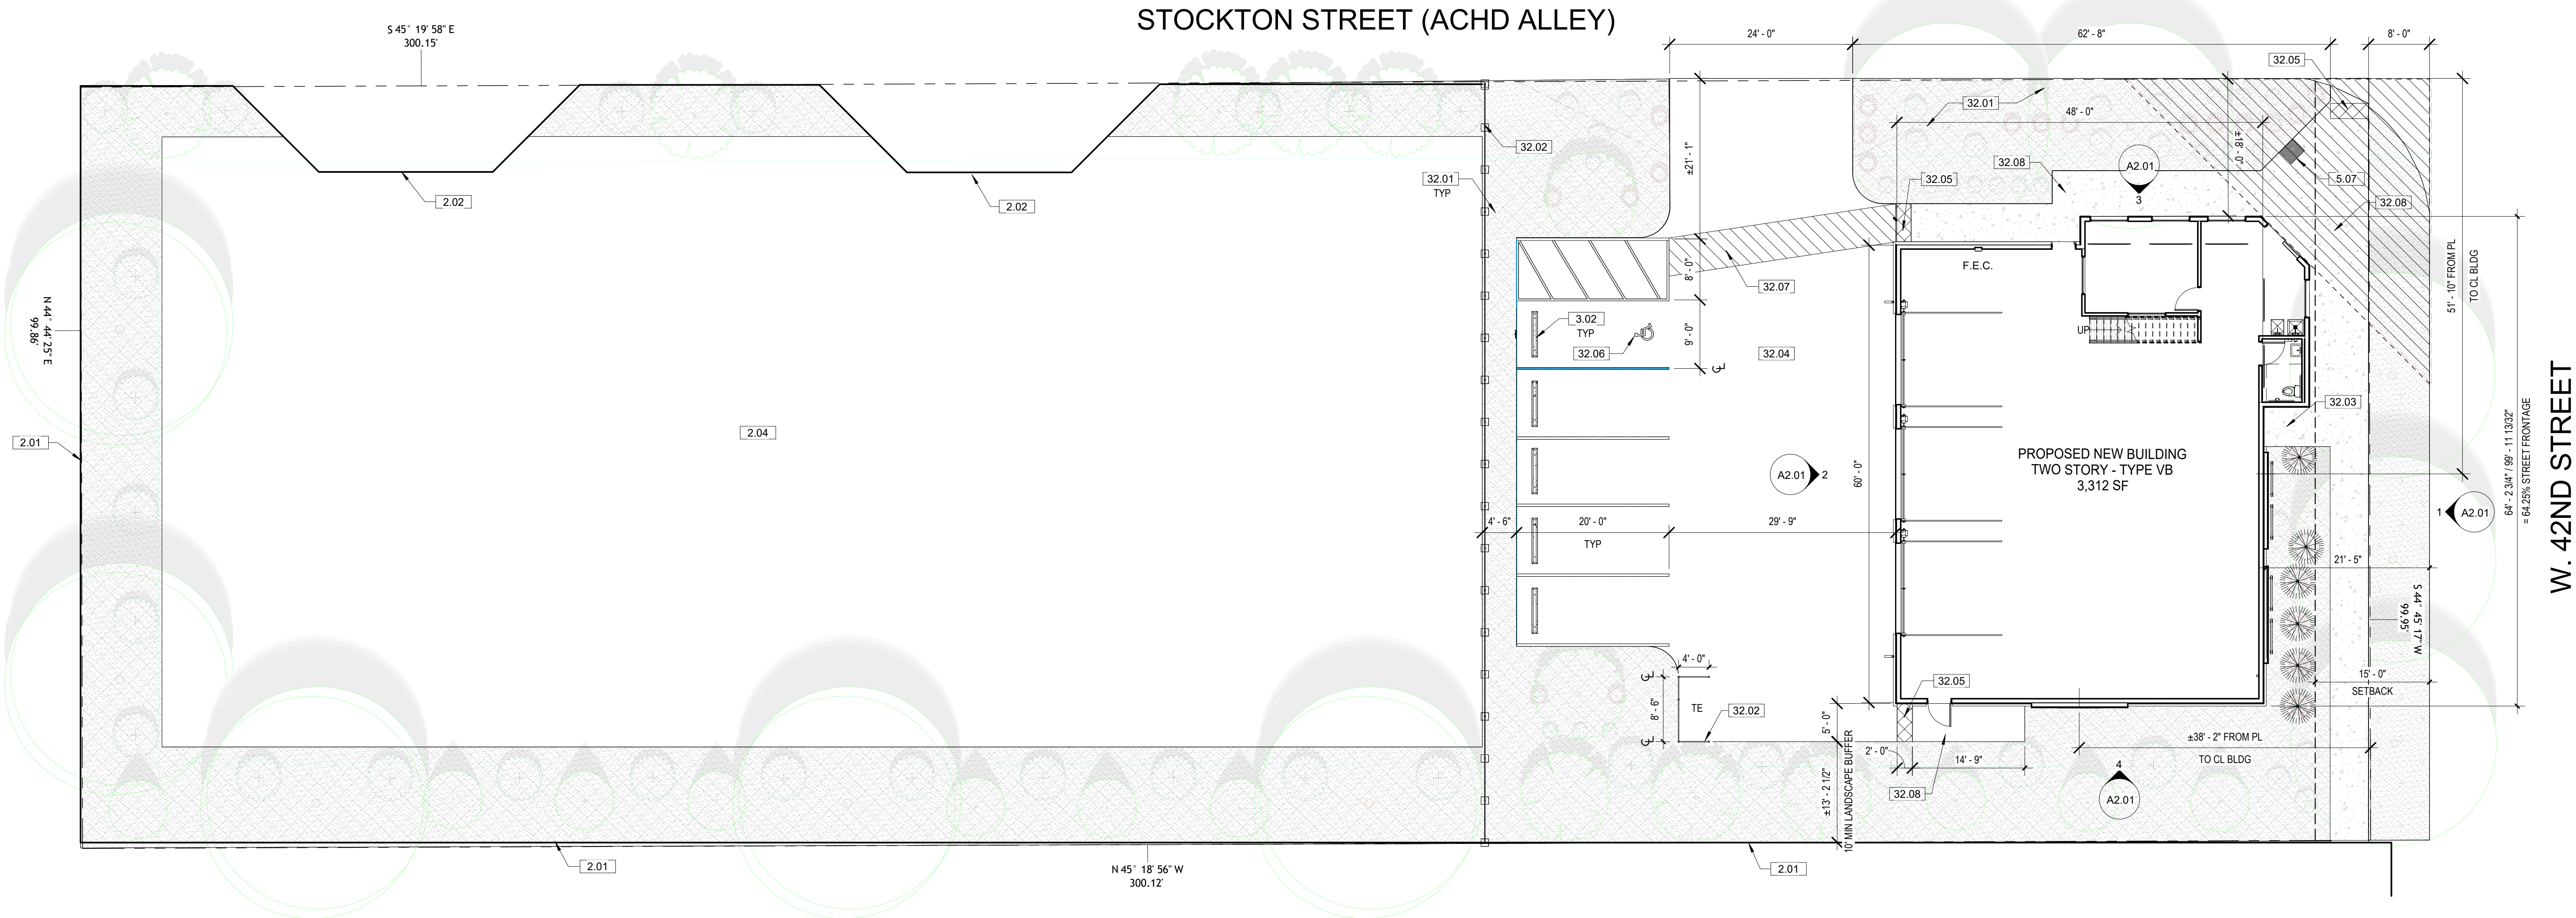 STOCKTON STREET (ACHD ALLEY)
S 45° 19' 58" E
300.15'
24' - 0"
62' - 8"
8' - 0"
32.05
32.01
48' - 0"
32.02
±21' - 1"
±18' - 0"
32.08
A2.01
3
32.01
TYP
32.05
5.07
2.02
2.02
32.08
51' - 10" FROM PL
TO CL BLDG
F.E.C.
8' - 0"
32.07
N 44° 44' 25" E
99.86'
3.02
TYP
32.06
9' - 0"
32.04
UP
W. 42ND STREET
32.03
2.01
2.04
64' - 2 3/4" / 99' - 11 13/32"
= 64.25% STREET FRONTAGE
PROPOSED NEW BUILDING
TWO STORY - TYPE VB
3,312 SF
A2.01
2
60' - 0"
1
A2.01
4' - 6"
20' - 0"
TYP
29' - 9"
21' - 5"
S 44° 45' 17" W
99.95'
4' - 0"
32.05
15' - 0"
SETBACK
8' - 6"
TE
32.02
5' - 0"
2' - 0"
14' - 9"
±38' - 2" FROM PL
TO CL BLDG
10' MIN LANDSCAPE BUFFER
±13' - 2 1/2"
32.08
4
A2.01
2.01
N 45° 18' 56" W
300.12'
2.01